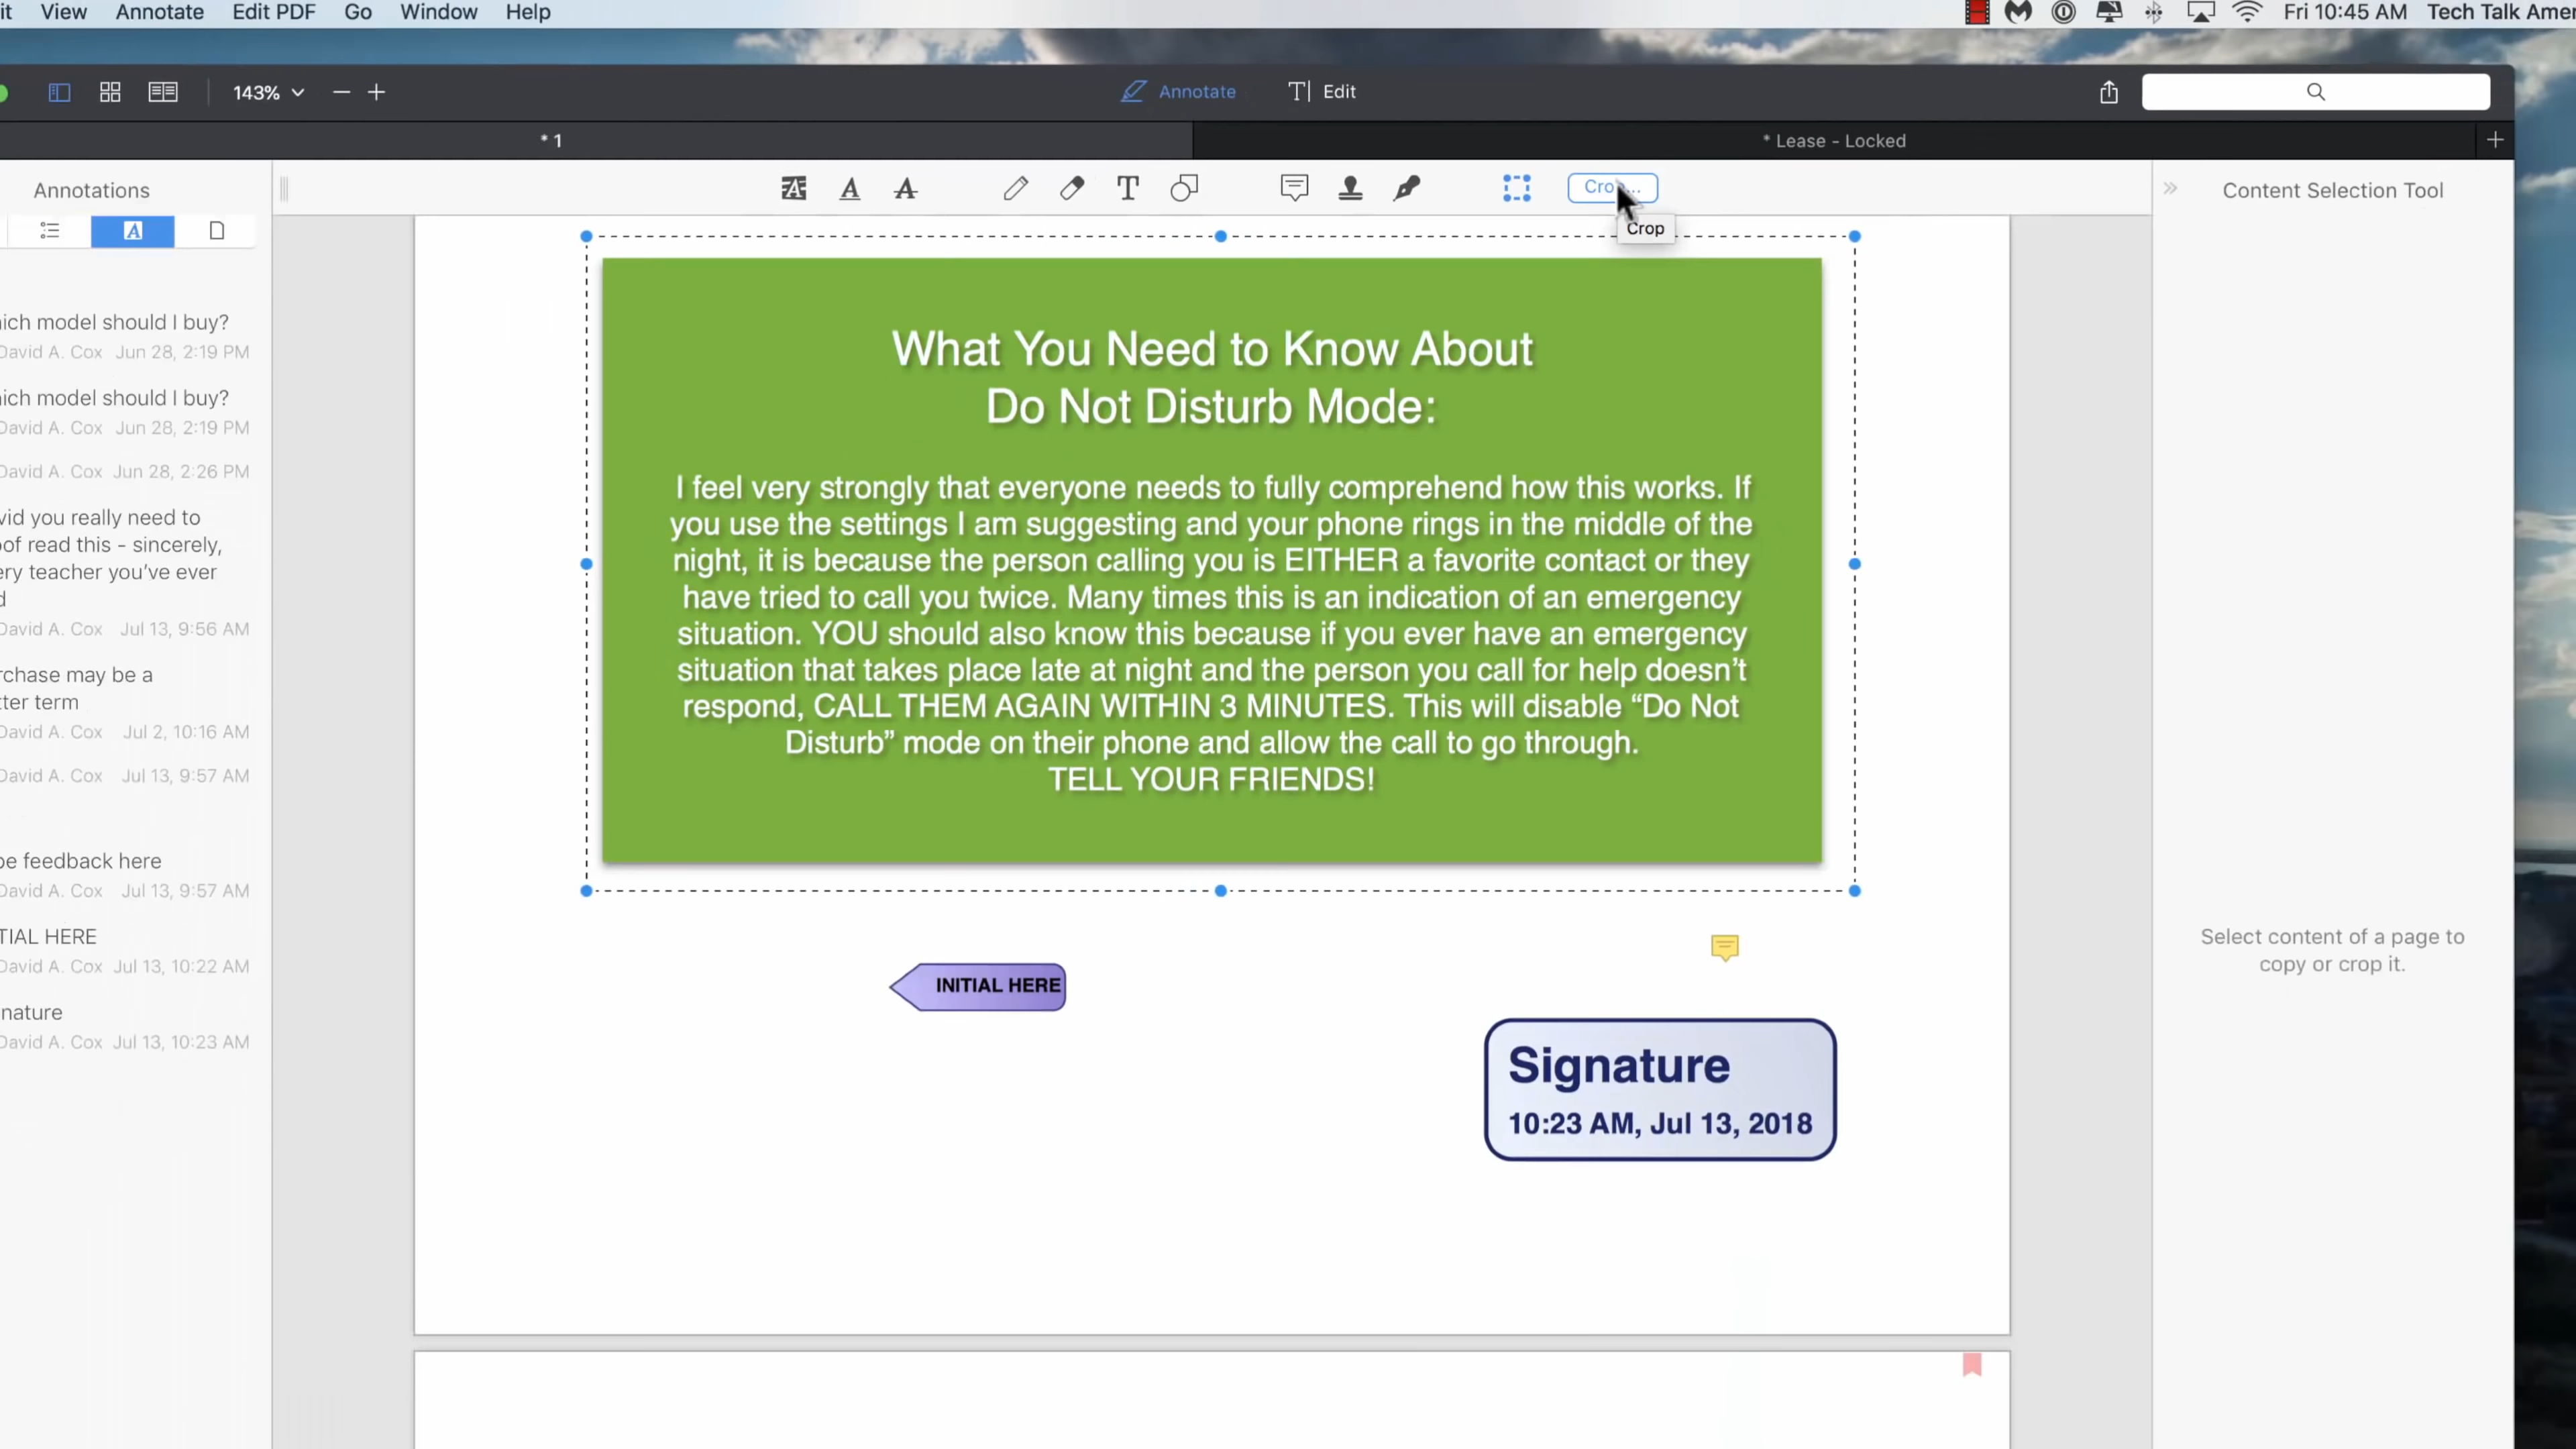 it View Annotate Edit PDF Go Window Help Fri 10:45 AM Tech Talk Amer
143% Annotate Edit
* 1 * Lease - Locked
Annotations
Cro...
Content Selection Tool
Crop
ich model should I buy?
David A. Cox Jun 28, 2:19 PM
ich model should I buy?
David A. Cox Jun 28, 2:19 PM
David A. Cox Jun 28, 2:26 PM
vid you really need to
oof read this - sincerely,
ery teacher you've ever
d
David A. Cox Jul 13, 9:56 AM
rchase may be a
tter term
David A. Cox Jul 2, 10:16 AM
David A. Cox Jul 13, 9:57 AM
be feedback here
David A. Cox Jul 13, 9:57 AM
TIAL HERE
David A. Cox Jul 13, 10:22 AM
nature
David A. Cox Jul 13, 10:23 AM
What You Need to Know About
Do Not Disturb Mode:
I feel very strongly that everyone needs to fully comprehend how this works. If
you use the settings I am suggesting and your phone rings in the middle of the
night, it is because the person calling you is EITHER a favorite contact or they
have tried to call you twice. Many times this is an indication of an emergency
situation. YOU should also know this because if you ever have an emergency
situation that takes place late at night and the person you call for help doesn't
respond, CALL THEM AGAIN WITHIN 3 MINUTES. This will disable “Do Not
Disturb” mode on their phone and allow the call to go through.
TELL YOUR FRIENDS!
INITIAL HERE
Signature
10:23 AM, Jul 13, 2018
Select content of a page to
copy or crop it.